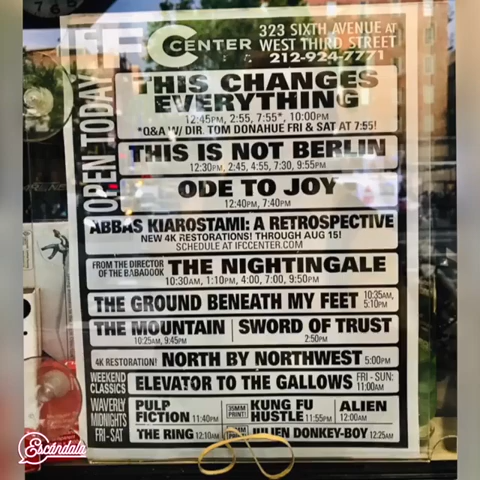 OPEN TODAY
IFC CENTER
323 SIXTH AVENUE AT
WEST THIRD STREET
212-924-7771
THIS CHANGES
EVERYTHING
12:45PM, 2:55, 7:55*, 10:00PM
*Q&A W/ DIR. TOM DONAHUE FRI & SAT AT 7:55!
THIS IS NOT BERLIN
12:30PM, 2:45, 4:55, 7:30, 9:55PM
ODE TO JOY
12:40PM, 7:40PM
ABBAS KIAROSTAMI: A RETROSPECTIVE
NEW 4K RESTORATIONS! THROUGH AUG 15!
SCHEDULE AT IFCCENTER.COM
FROM THE DIRECTOR
OF THE BABADOOK
THE NIGHTINGALE
10:30AM, 1:10PM, 4:00, 7:00, 9:50PM
THE GROUND BENEATH MY FEET 10:35AM,
5:10PM
THE MOUNTAIN
10:25AM, 9:45PM
SWORD OF TRUST
2:50PM
4K RESTORATION! NORTH BY NORTHWEST 5:00PM
WEEKEND
CLASSICS
ELEVATOR TO THE GALLOWS FRI - SUN:
11:00AM
WAVERLY
MIDNIGHTS
FRI-SAT
PULP
FICTION 11:40PM
35MM
PRINT!
KUNG FU
HUSTLE 11:55PM
ALIEN
12:00AM
THE RING 12:10AM
35MM
PRINT!
JULIEN DONKEY-BOY 12:25AM
Escándalo